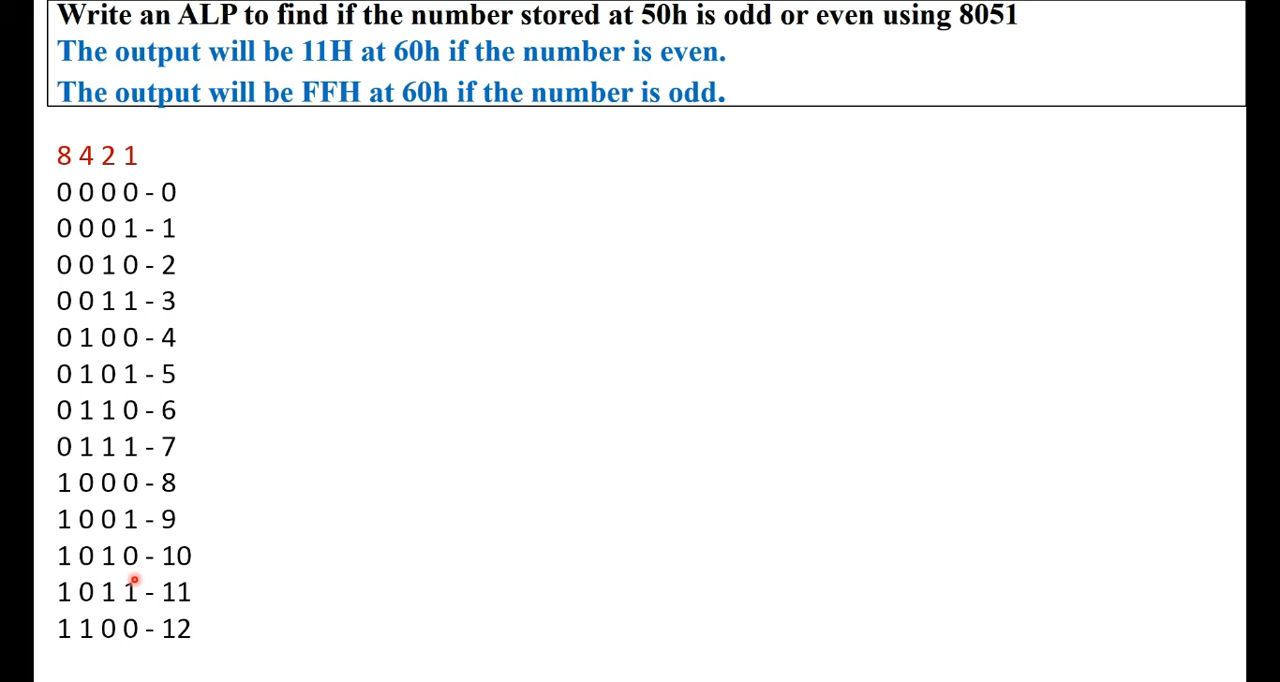 Write an ALP to find if the number stored at 50h is odd or even using 8051
The output will be 11H at 60h if the number is even.
The output will be FFH at 60h if the number is odd.
8 4 2 1
0 0 0 0 - 0
0 0 0 1 - 1
0 0 1 0 - 2
0 0 1 1 - 3
0 1 0 0 - 4
0 1 0 1 - 5
0 1 1 0 - 6
0 1 1 1 - 7
1 0 0 0 - 8
1 0 0 1 - 9
1 0 1 0 - 10
1 0 1 1 - 11
1 1 0 0 - 12